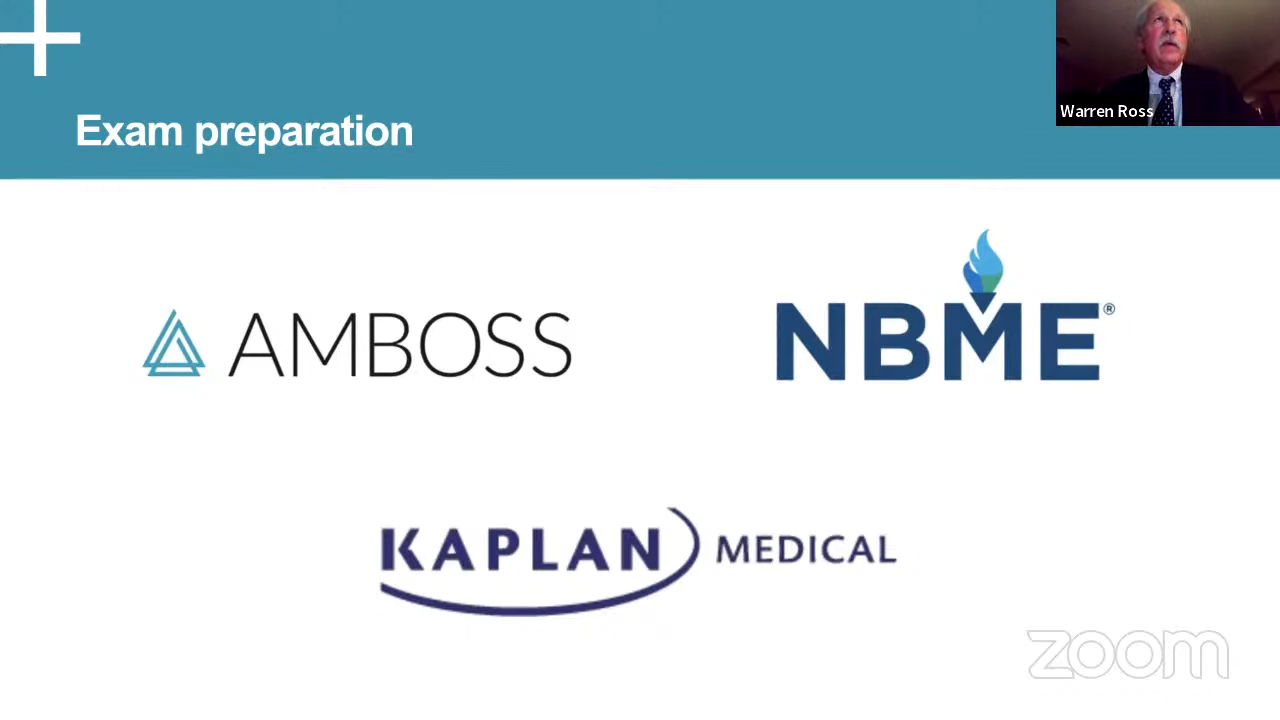 Warren Ross
Exam preparation
AMBOSS
NBME®
KAPLAN MEDICAL
zoom